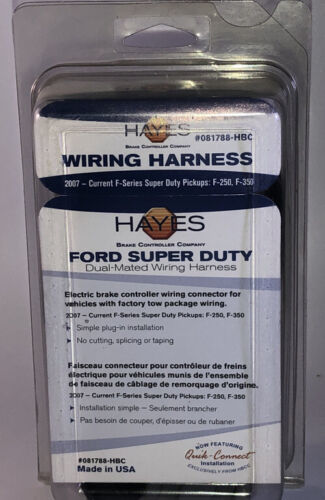 HAYES
BRAKE CONTROLLER COMPANY
#081788-HBC
WIRING HARNESS
2007 – Current F-Series Super Duty Pickups: F-250, F-350
HAYES
BRAKE CONTROLLER COMPANY
FORD SUPER DUTY
Dual-Mated Wiring Harness
Electric brake controller wiring connector for
vehicles with factory tow package wiring.
2007 – Current F-Series Super Duty Pickups: F-250, F-350
▸ Simple plug-in installation
▸ No cutting, splicing or taping
Faisceau connecteur pour contrôleur de freins
électrique pour véhicules munis de l'ensemble
de faisceau de câblage de remorquage d'origine.
2007 – Current F-Series Super Duty Pickups: F-250, F-350
▸ Installation simple – Seulement brancher
▸ Pas besoin de couper, d'épisser ou de rubaner
#081788-HBC
Made in USA
NOW FEATURING
Quik-Connect
Installation
EXCLUSIVELY FROM HBCC